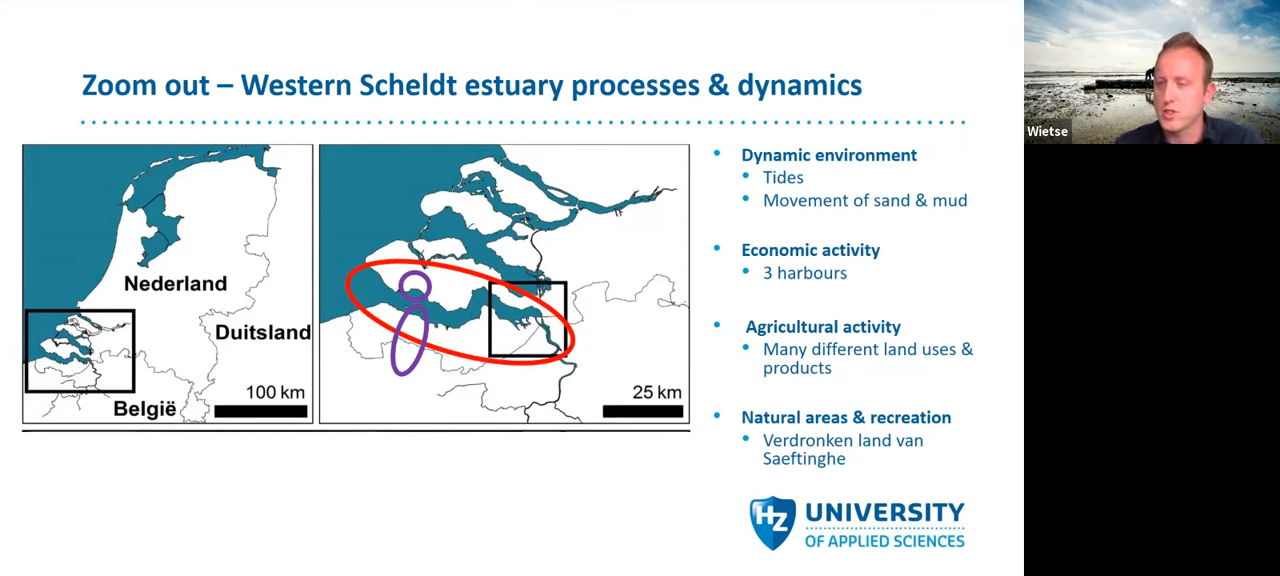 Zoom out – Western Scheldt estuary processes & dynamics
Nederland
Duitsland
België
100 km
25 km
• Dynamic environment
• Tides
• Movement of sand & mud
• Economic activity
• 3 harbours
• Agricultural activity
• Many different land uses &
products
• Natural areas & recreation
• Verdronken land van
Saeftinghe
HZ UNIVERSITY
OF APPLIED SCIENCES
Wietse